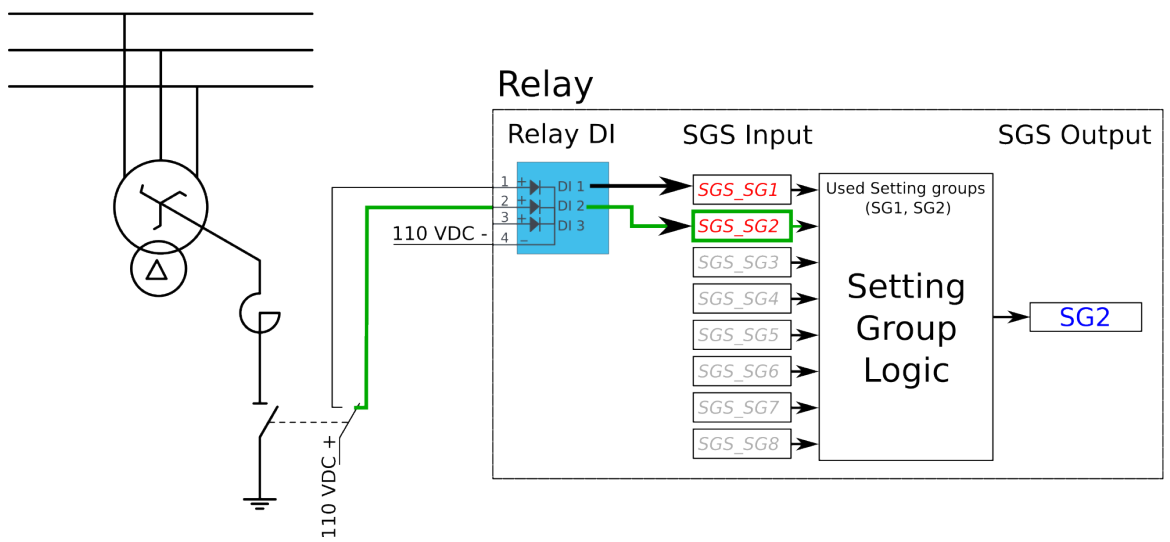 Relay
Relay DI
SGS Input
SGS Output
1 + DI 1
2 + DI 2
3 + DI 3
4 −
110 VDC -
110 VDC +
SGS_SG1
SGS_SG2
SGS_SG3
SGS_SG4
SGS_SG5
SGS_SG6
SGS_SG7
SGS_SG8
Used Setting groups
(SG1, SG2)
Setting
Group
Logic
SG2